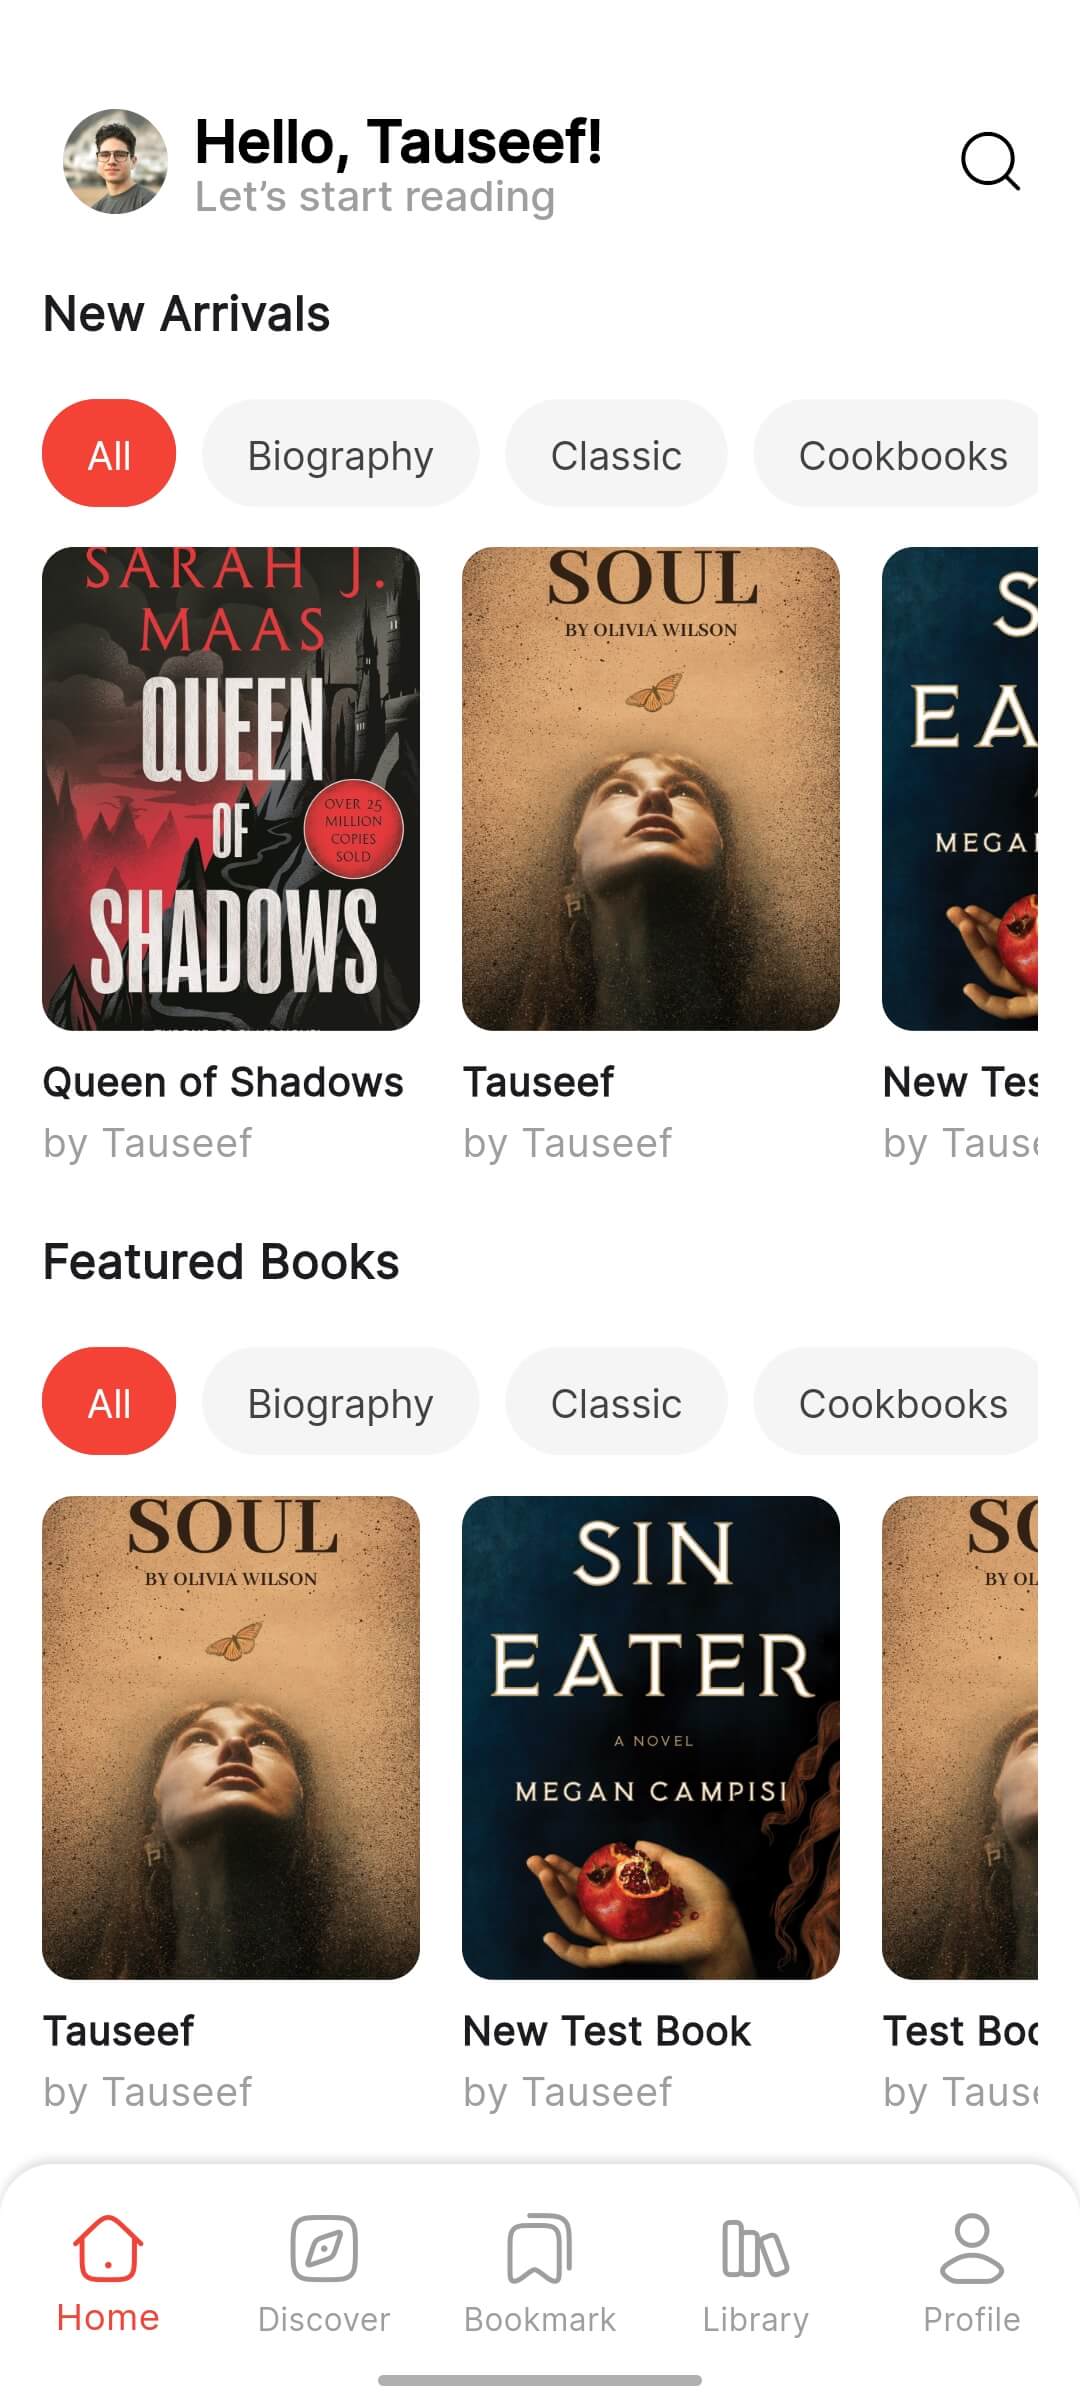 Hello, Tauseef!
Let's start reading
New Arrivals
All
Biography
Classic
Cookbooks
SARAH J.
MAAS
QUEEN
OF
SHADOWS
OVER 25
MILLION
COPIES
SOLD
SOUL
BY OLIVIA WILSON
S
EA
MEGA
Queen of Shadows
by Tauseef
Tauseef
by Tauseef
New Tes
by Tause
Featured Books
All
Biography
Classic
Cookbooks
SOUL
BY OLIVIA WILSON
SIN
EATER
A NOVEL
MEGAN CAMPISI
SO
BY OL
Tauseef
by Tauseef
New Test Book
by Tauseef
Test Boo
by Tause
Home
Discover
Bookmark
Library
Profile